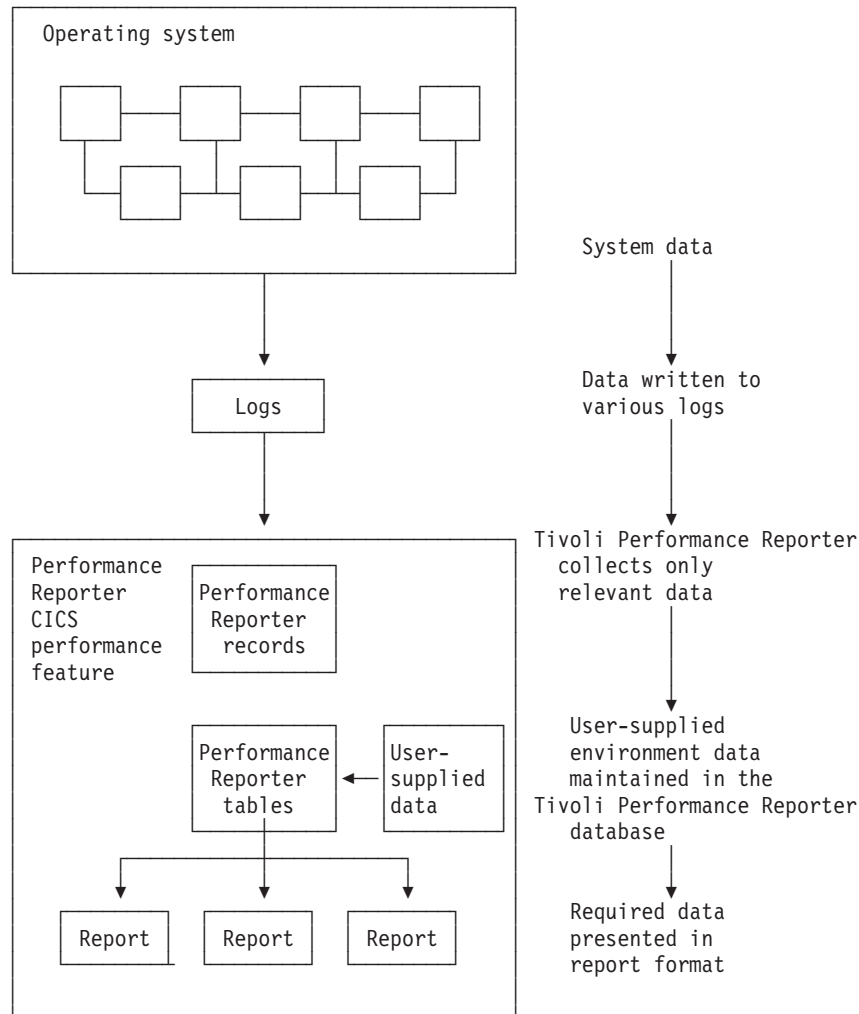 Operating system
System data
Data written to
various logs
Logs
Tivoli Performance Reporter
collects only
relevant data
Performance
Reporter
CICS
performance
feature
Performance
Reporter
records
Performance
Reporter
tables
User-
supplied
data
User-supplied
environment data
maintained in the
Tivoli Performance Reporter
database
Report
Report
Report
Required data
presented in
report format